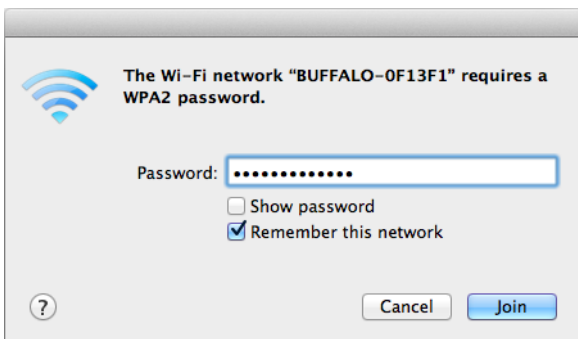 The Wi-Fi network “BUFFALO-0F13F1” requires a
WPA2 password.
Password: •••••••••••••
Show password
Remember this network
?
Cancel Join